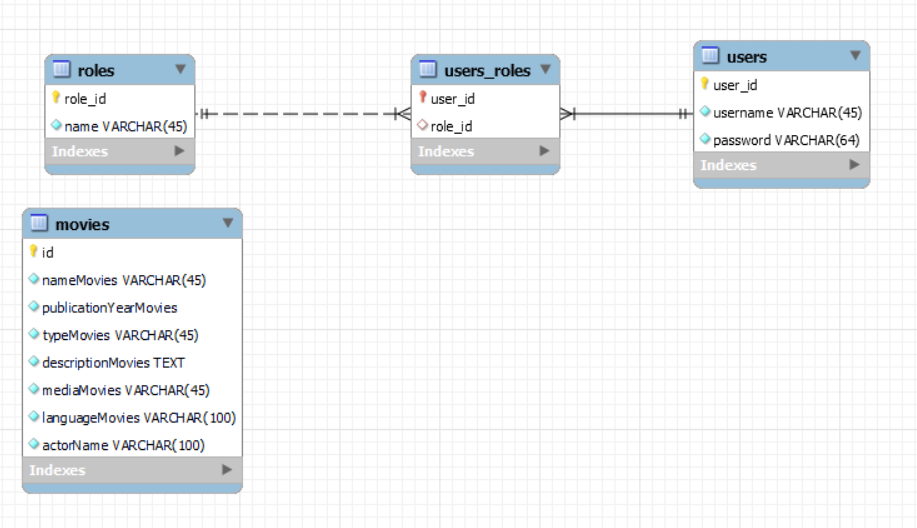 roles
role_id
name VARCHAR(45)
Indexes
users_roles
user_id
role_id
Indexes
users
user_id
username VARCHAR(45)
password VARCHAR(64)
Indexes
movies
id
nameMovies VARCHAR(45)
publicationYearMovies
typeMovies VARCHAR(45)
descriptionMovies TEXT
mediaMovies VARCHAR(45)
languageMovies VARCHAR(100)
actorName VARCHAR(100)
Indexes